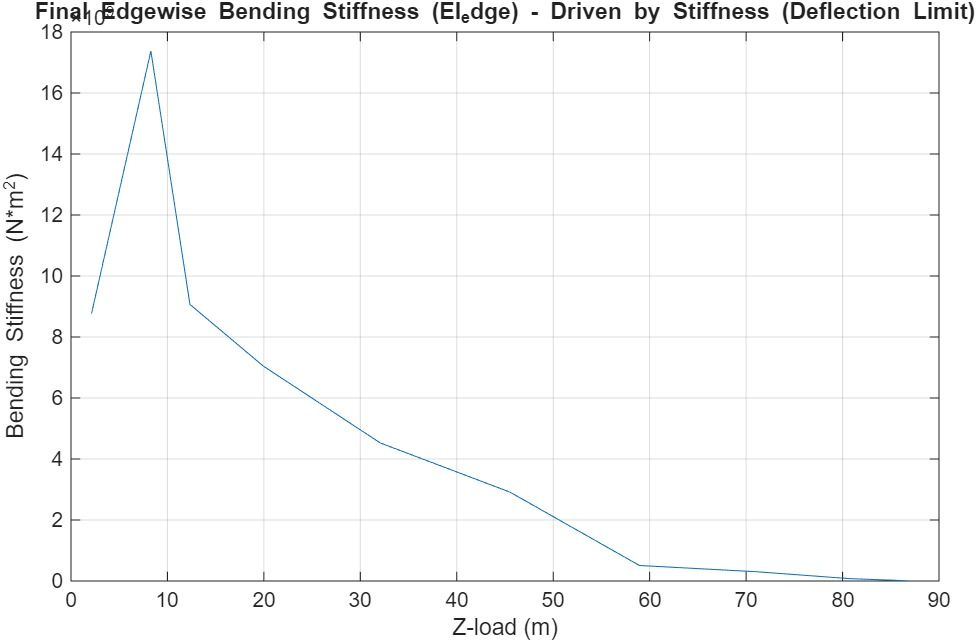 Final Edgewise Bending Stiffness (EIₑdge) - Driven by Stiffness (Deflection Limit)
18
16
14
12
10
8
6
4
2
0
Bending Stiffness (N*m²)
0 10 20 30 40 50 60 70 80 90
Z-load (m)